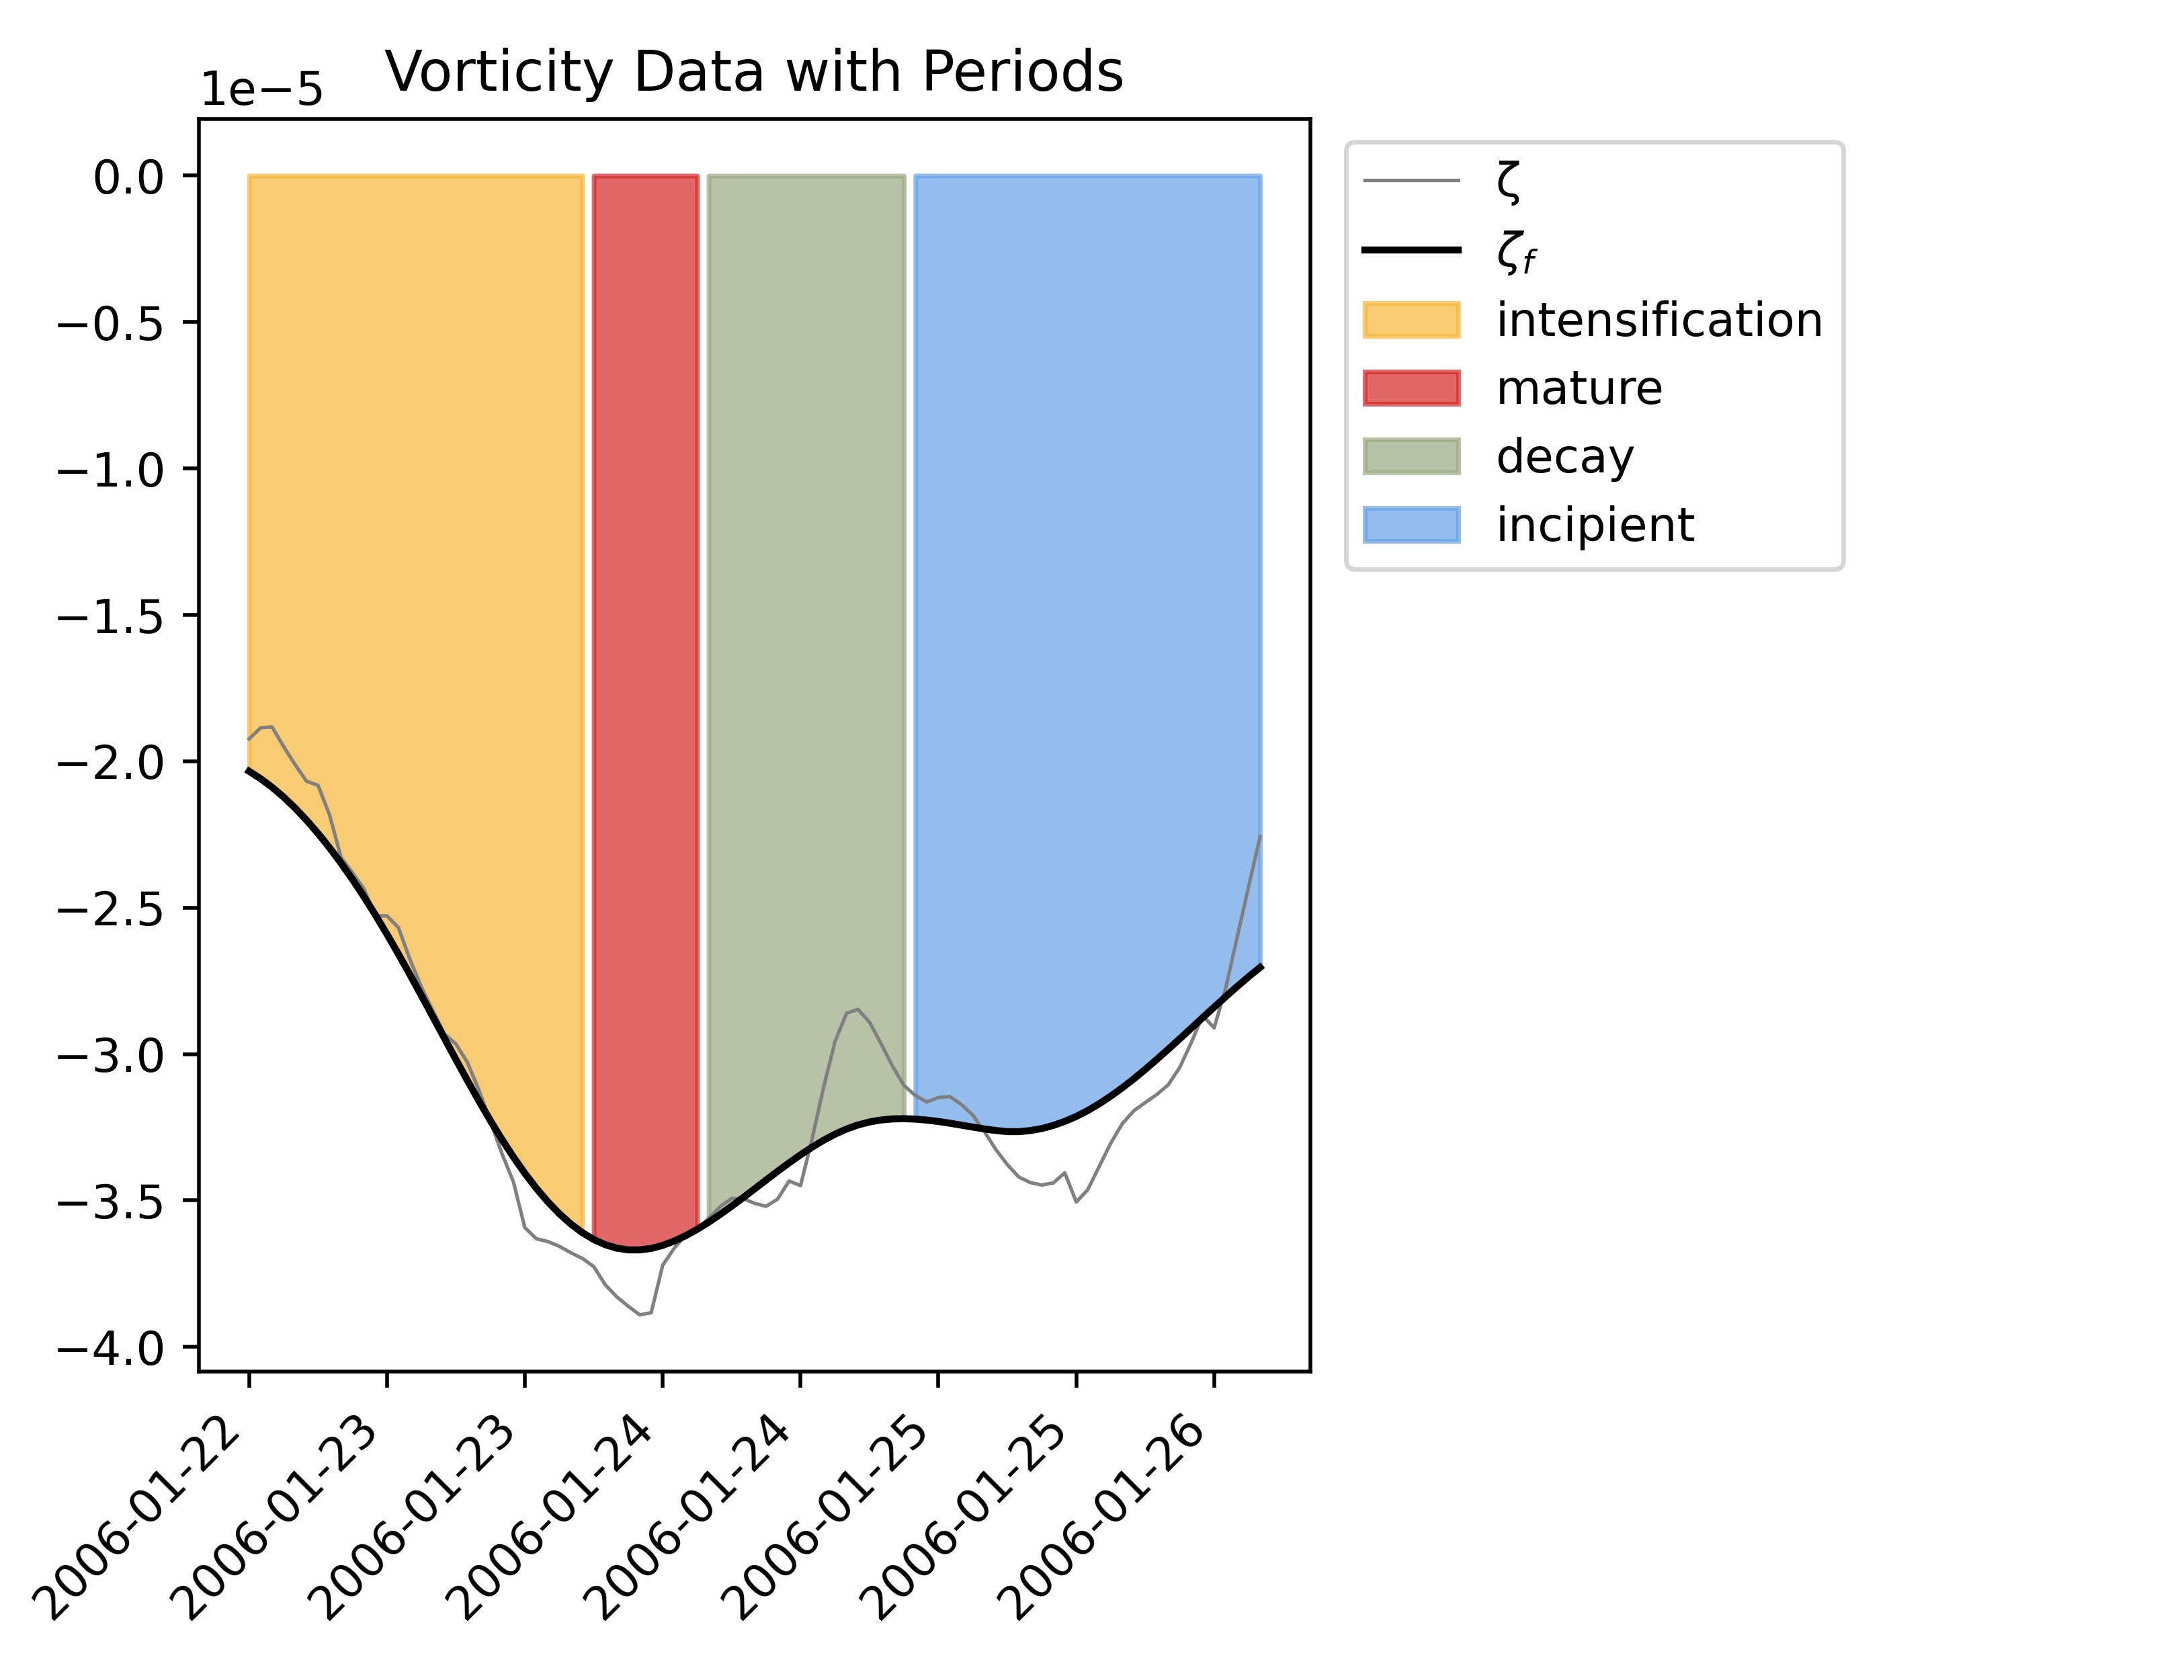 Vorticity Data with Periods
1e−5
0.0
−0.5
−1.0
−1.5
−2.0
−2.5
−3.0
−3.5
−4.0
2006-01-22
2006-01-23
2006-01-23
2006-01-24
2006-01-24
2006-01-25
2006-01-25
2006-01-26
ζ
ζf
intensification
mature
decay
incipient